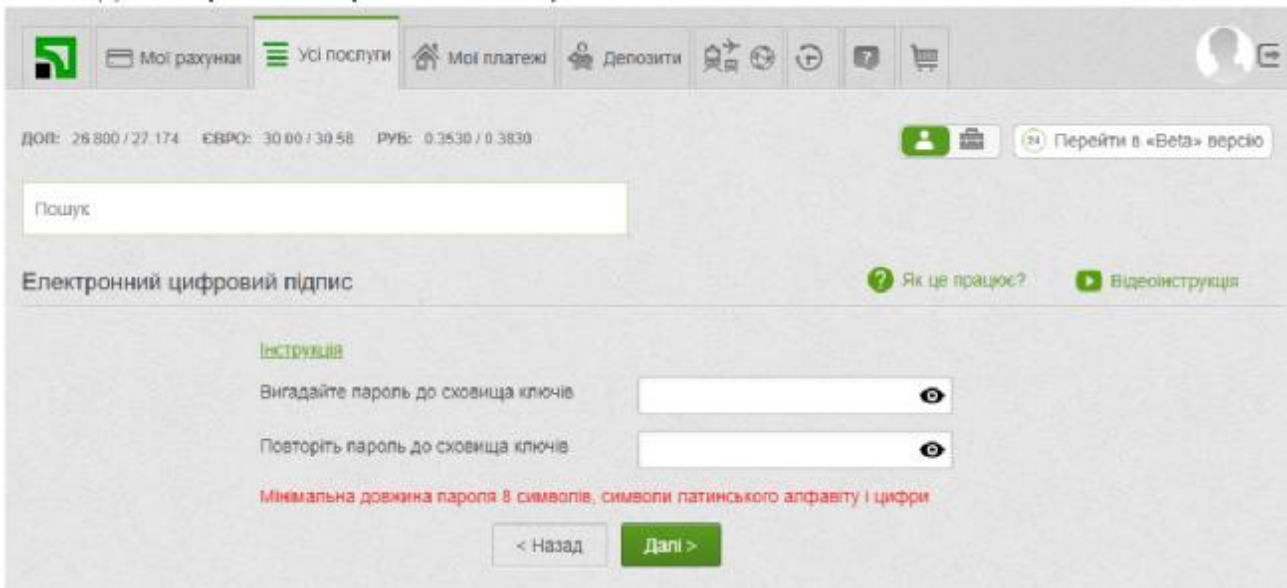 Мої рахунки Усі послуги Мої платежі Депозити
ДОЛ: 26.800 / 27.174 ЄВРО: 30.00 / 30.58 РУБ: 0.3530 / 0.3830
24 Перейти в «Beta» версію
Пошук
Електронний цифровий підпис
Як це працює? Відеоінструкція
Інструкція
Вигадайте пароль до сховища ключів
Повторіть пароль до сховища ключів
Мінімальна довжина пароля 8 символів, символи латинського алфавіту і цифри
< Назад Далі >